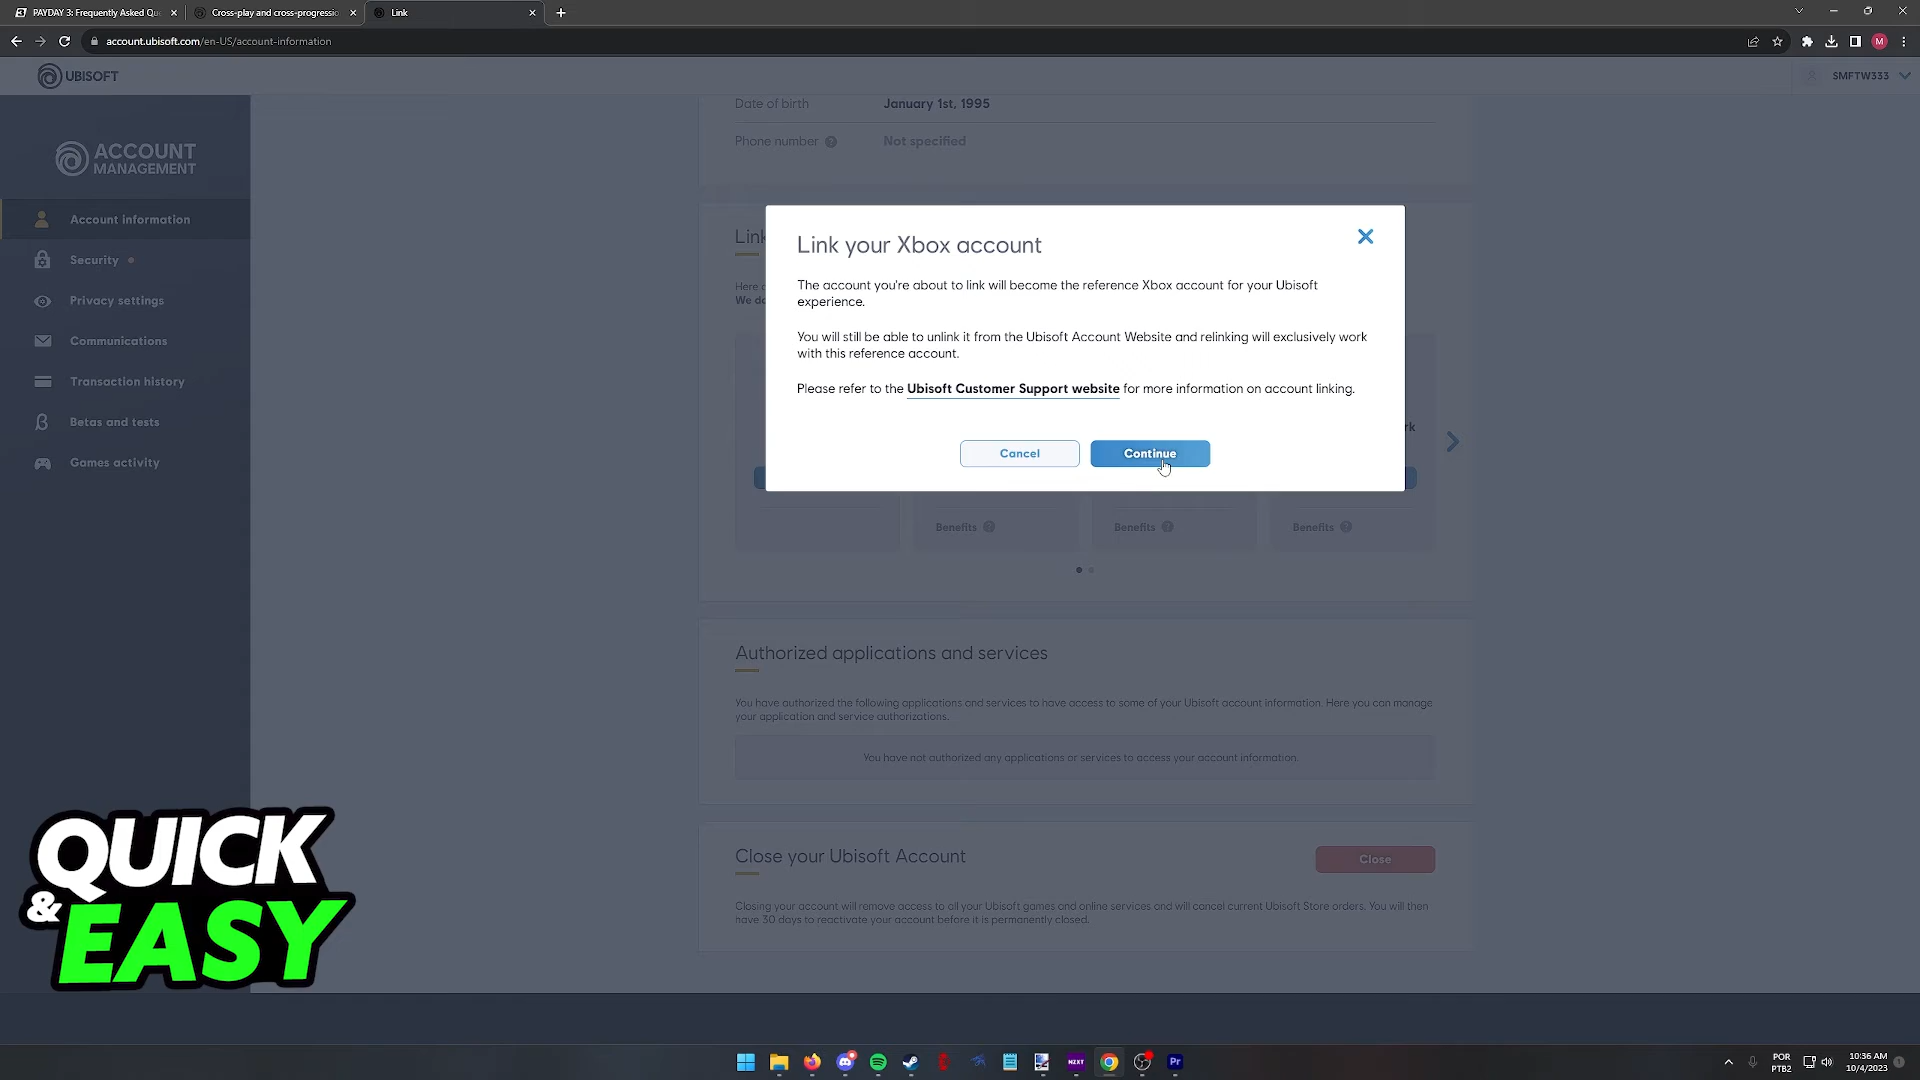 PAYDAY 3: Frequently Asked Que
Cross-play and cross-progressio
Link
account.ubisoft.com/en-US/account-information
M
UBISOFT
SMFTW333
ACCOUNT
MANAGEMENT
Account information
Security
Privacy settings
Communications
Transaction history
Betas and tests
Games activity
Date of birth January 1st, 1995
Phone number ? Not specified
Link
Here
We do
Link your Xbox account
The account you're about to link will become the reference Xbox account for your Ubisoft
experience.
You will still be able to unlink it from the Ubisoft Account Website and relinking will exclusively work
with this reference account.
Please refer to the Ubisoft Customer Support website for more information on account linking.
Cancel Continue
rk
Benefits ? Benefits ? Benefits ?
Authorized applications and services
You have authorized the following applications and services to have access to some of your Ubisoft account information. Here you can manage
your application and service authorizations.
You have not authorized any applications or services to access your account information.
Close your Ubisoft Account
Close
Closing your account will remove access to all your Ubisoft games and online services and will cancel current Ubisoft Store orders. You will then
have 30 days to reactivate your account before it is permanently closed.
QUICK
& EASY
NZXT
Pr
POR
PTB2
10:36 AM
10/4/2023
1